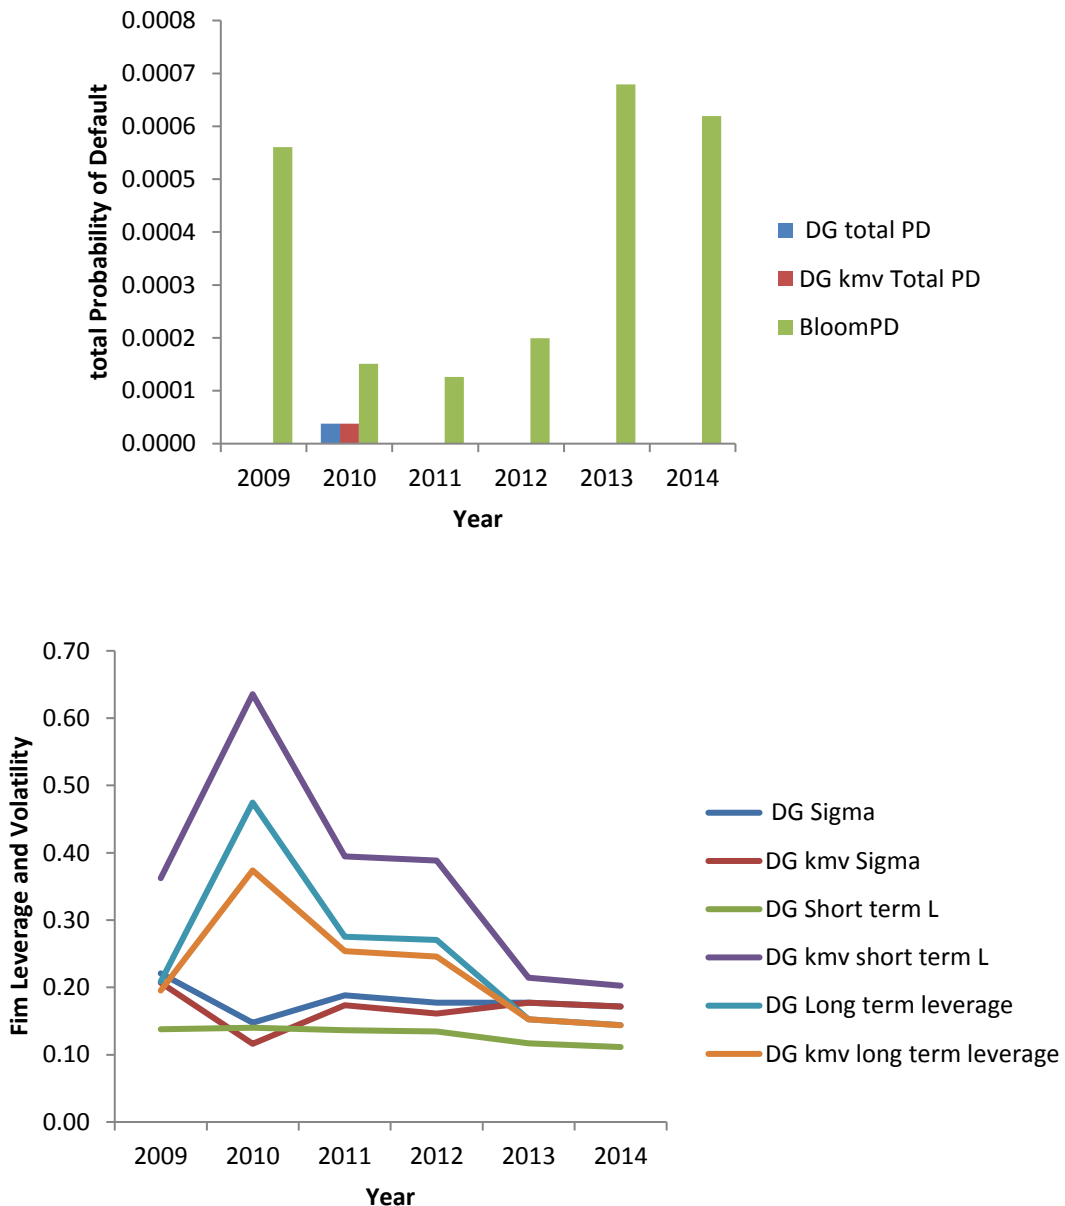 0.0008
0.0007
0.0006
0.0005
0.0004
0.0003
0.0002
0.0001
0.0000
total Probability of Default
2009 2010 2011 2012 2013 2014
Year
DG total PD
DG kmv Total PD
BloomPD
0.70
0.60
0.50
0.40
0.30
0.20
0.10
0.00
Fim Leverage and Volatility
2009 2010 2011 2012 2013 2014
Year
DG Sigma
DG kmv Sigma
DG Short term L
DG kmv short term L
DG Long term leverage
DG kmv long term leverage